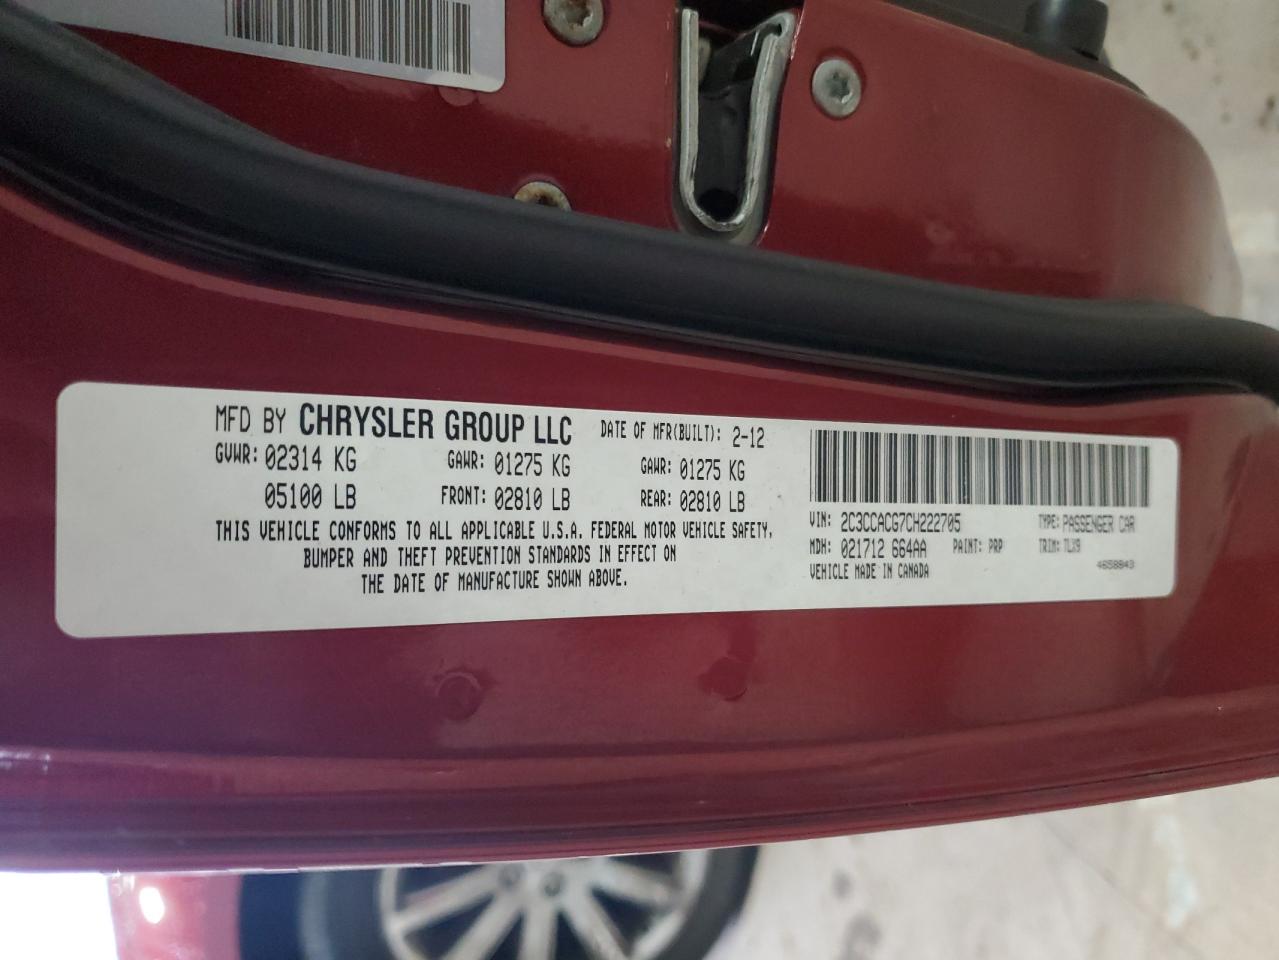 MFD BY CHRYSLER GROUP LLC DATE OF MFR(BUILT): 2-12
GVWR: 02314 KG GAWR: 01275 KG GAWR: 01275 KG
05100 LB FRONT: 02810 LB REAR: 02810 LB
THIS VEHICLE CONFORMS TO ALL APPLICABLE U.S.A. FEDERAL MOTOR VEHICLE SAFETY,
BUMPER AND THEFT PREVENTION STANDARDS IN EFFECT ON
THE DATE OF MANUFACTURE SHOWN ABOVE.
VIN: 2C3CCACG7CH222705 TYPE: PASSENGER CAR
MDH: 021712 664AA PAINT: PRP TRIM: TLX9
VEHICLE MADE IN CANADA 4658843